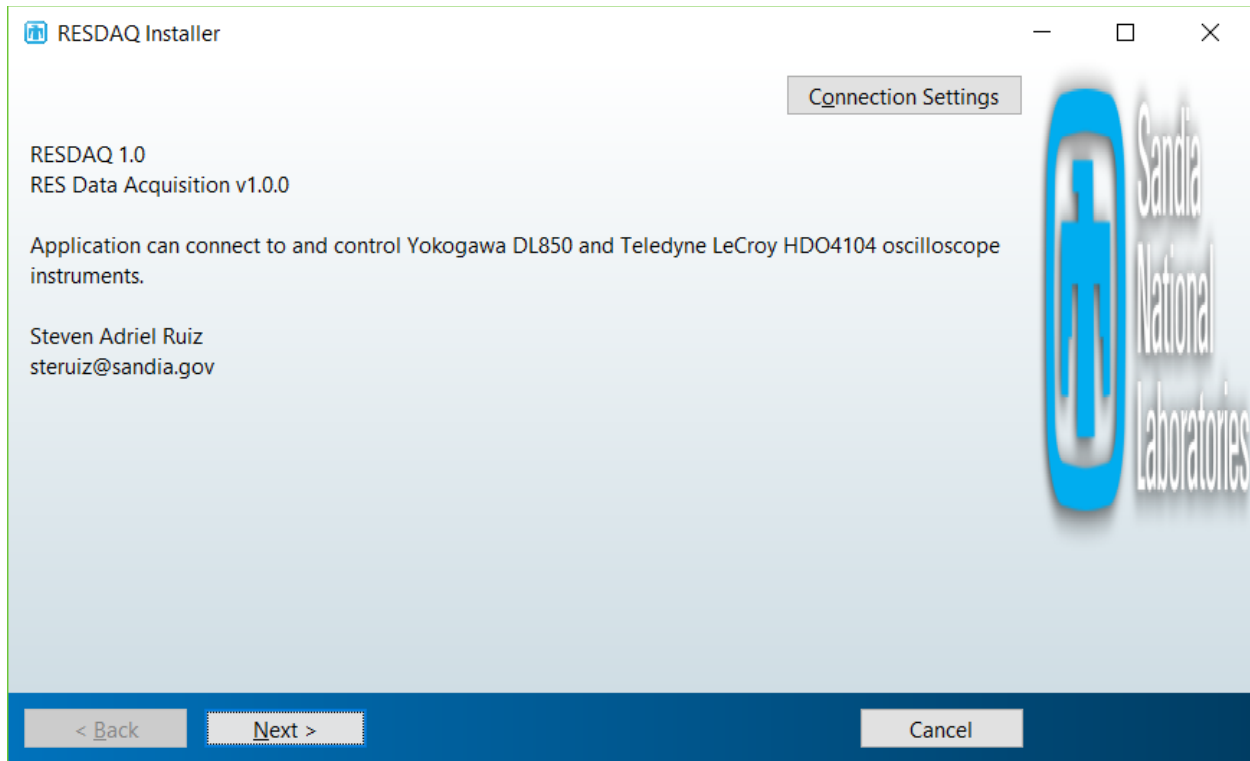 RESDAQ Installer
Connection Settings
RESDAQ 1.0
RES Data Acquisition v1.0.0
Application can connect to and control Yokogawa DL850 and Teledyne LeCroy HDO4104 oscilloscope
instruments.
Steven Adriel Ruiz
steruiz@sandia.gov
Sandia
National
Laboratories
< Back
Next >
Cancel